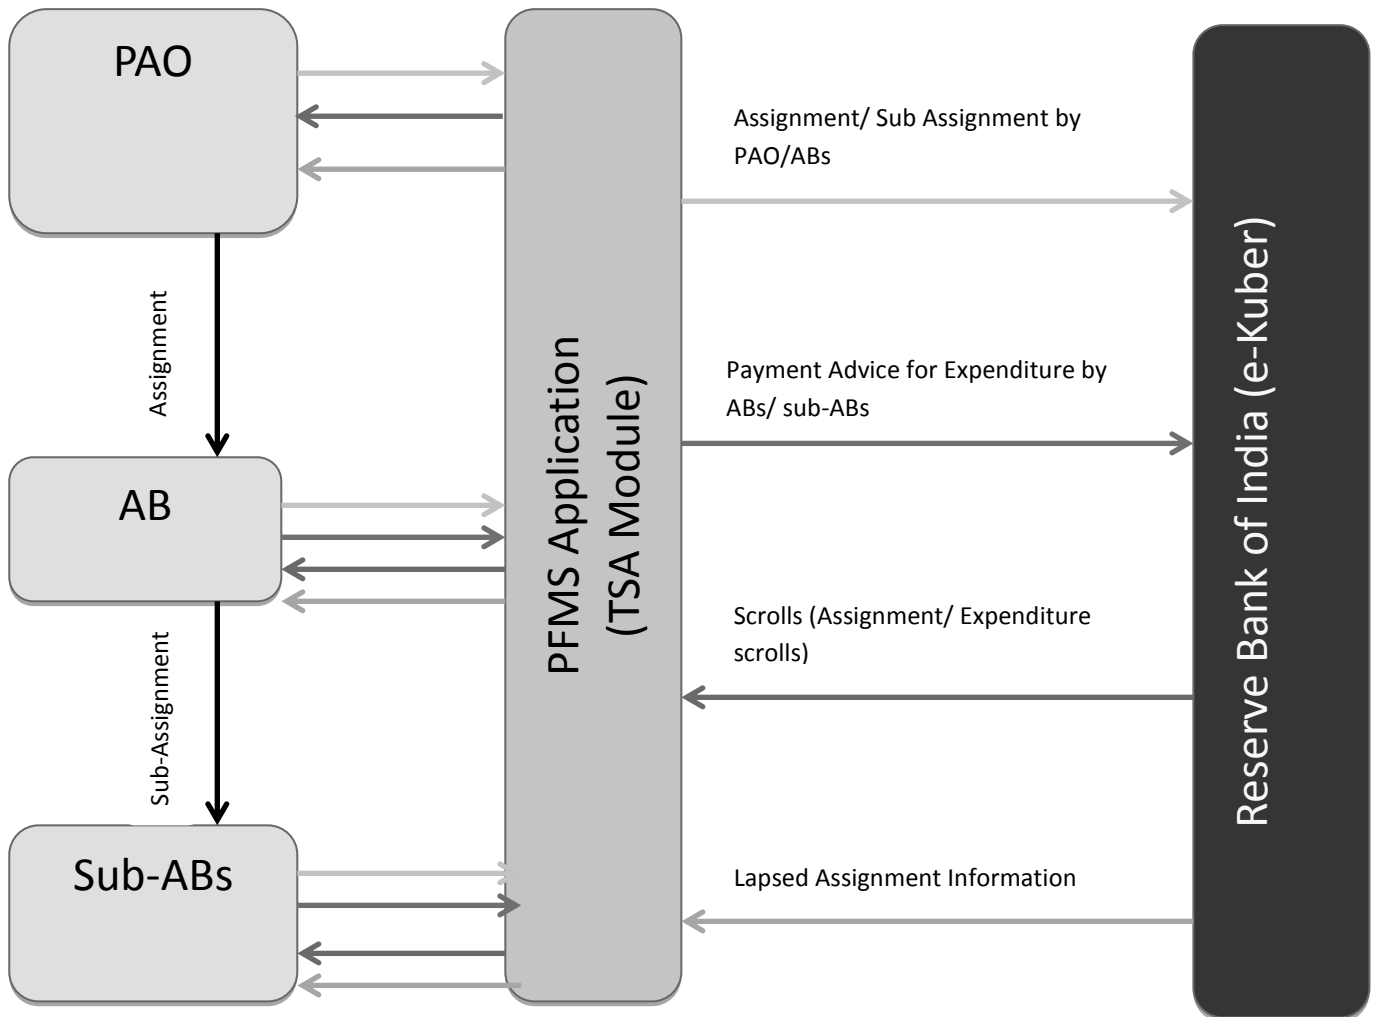 PAO
Assignment
AB
Sub-Assignment
Sub-ABs
PFMS Application
(TSA Module)
Assignment/ Sub Assignment by
PAO/ABs
Payment Advice for Expenditure by
ABs/ sub-ABs
Scrolls (Assignment/ Expenditure
scrolls)
Lapsed Assignment Information
Reserve Bank of India (e-Kuber)